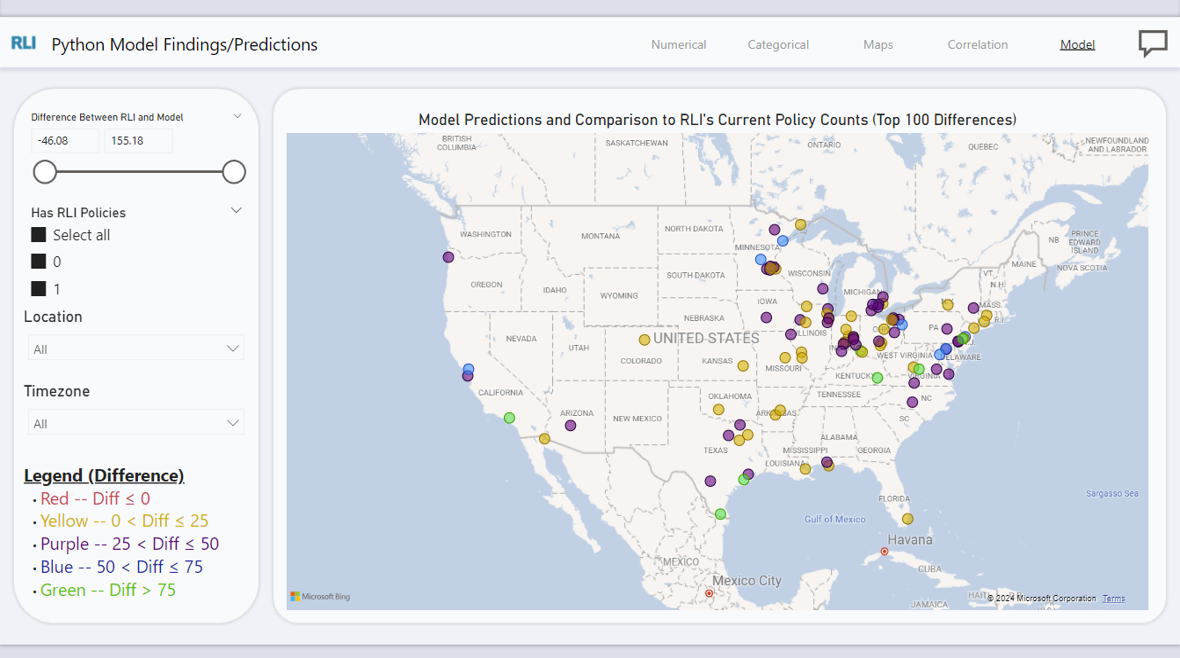 RLI Python Model Findings/Predictions
Numerical Categorical Maps Correlation Model
Difference Between RLI and Model
-46.08 155.18
Has RLI Policies
Select all
0
1
Location
All
Timezone
All
Legend (Difference)
• Red -- Diff ≤ 0
• Yellow -- 0 < Diff ≤ 25
• Purple -- 25 < Diff ≤ 50
• Blue -- 50 < Diff ≤ 75
• Green -- Diff > 75
Model Predictions and Comparison to RLI's Current Policy Counts (Top 100 Differences)
BRITISH
COLUMBIA
SASKATCHEWAN
ONTARIO
QUEBEC
NEWFOUNDLAND
AND LABRADOR
WASHINGTON
MONTANA
NORTH DAKOTA
MINNESOTA
NB
PRINCE
EDWARD
ISLAND
NOVA SCOTIA
MAINE
VT.
N.H.
MASS.
R.I.
OREGON
IDAHO
WYOMING
SOUTH DAKOTA
WISCONSIN
MICHIGAN
IOWA
NEBRASKA
ILLINOIS
PA
NEVADA
UTAH
UNITED STATES
COLORADO
KANSAS
MISSOURI
WEST VIRGINIA
DELAWARE
VIRGINIA
KENTUCKY
CALIFORNIA
ARIZONA
NEW MEXICO
OKLAHOMA
ARKANSAS
TENNESSEE
NC
SC
TEXAS
LOUISIANA
MISSISSIPPI
ALABAMA
GEORGIA
FLORIDA
Sargasso Sea
Gulf of Mexico
Havana
CUBA
MEXICO
Mexico City
HAITI
JAMAICA
Microsoft Bing
© 2024 Microsoft Corporation Terms